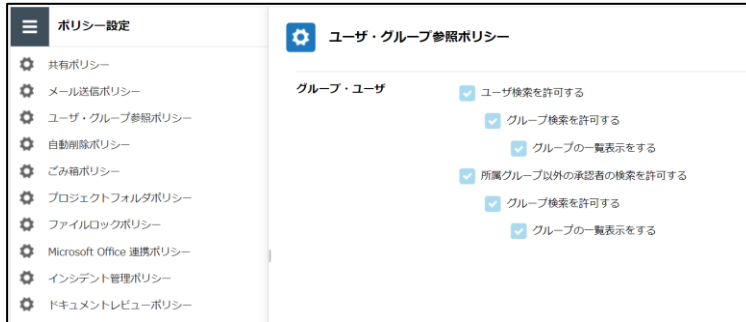 ポリシー設定
共有ポリシー
メール送信ポリシー
ユーザ・グループ参照ポリシー
自動削除ポリシー
ごみ箱ポリシー
プロジェクトフォルダポリシー
ファイルロックポリシー
Microsoft Office 連携ポリシー
インシデント管理ポリシー
ドキュメントレビューポリシー
ユーザ・グループ参照ポリシー
グループ・ユーザ
ユーザ検索を許可する
グループ検索を許可する
グループの一覧表示をする
所属グループ以外の承認者の検索を許可する
グループ検索を許可する
グループの一覧表示をする